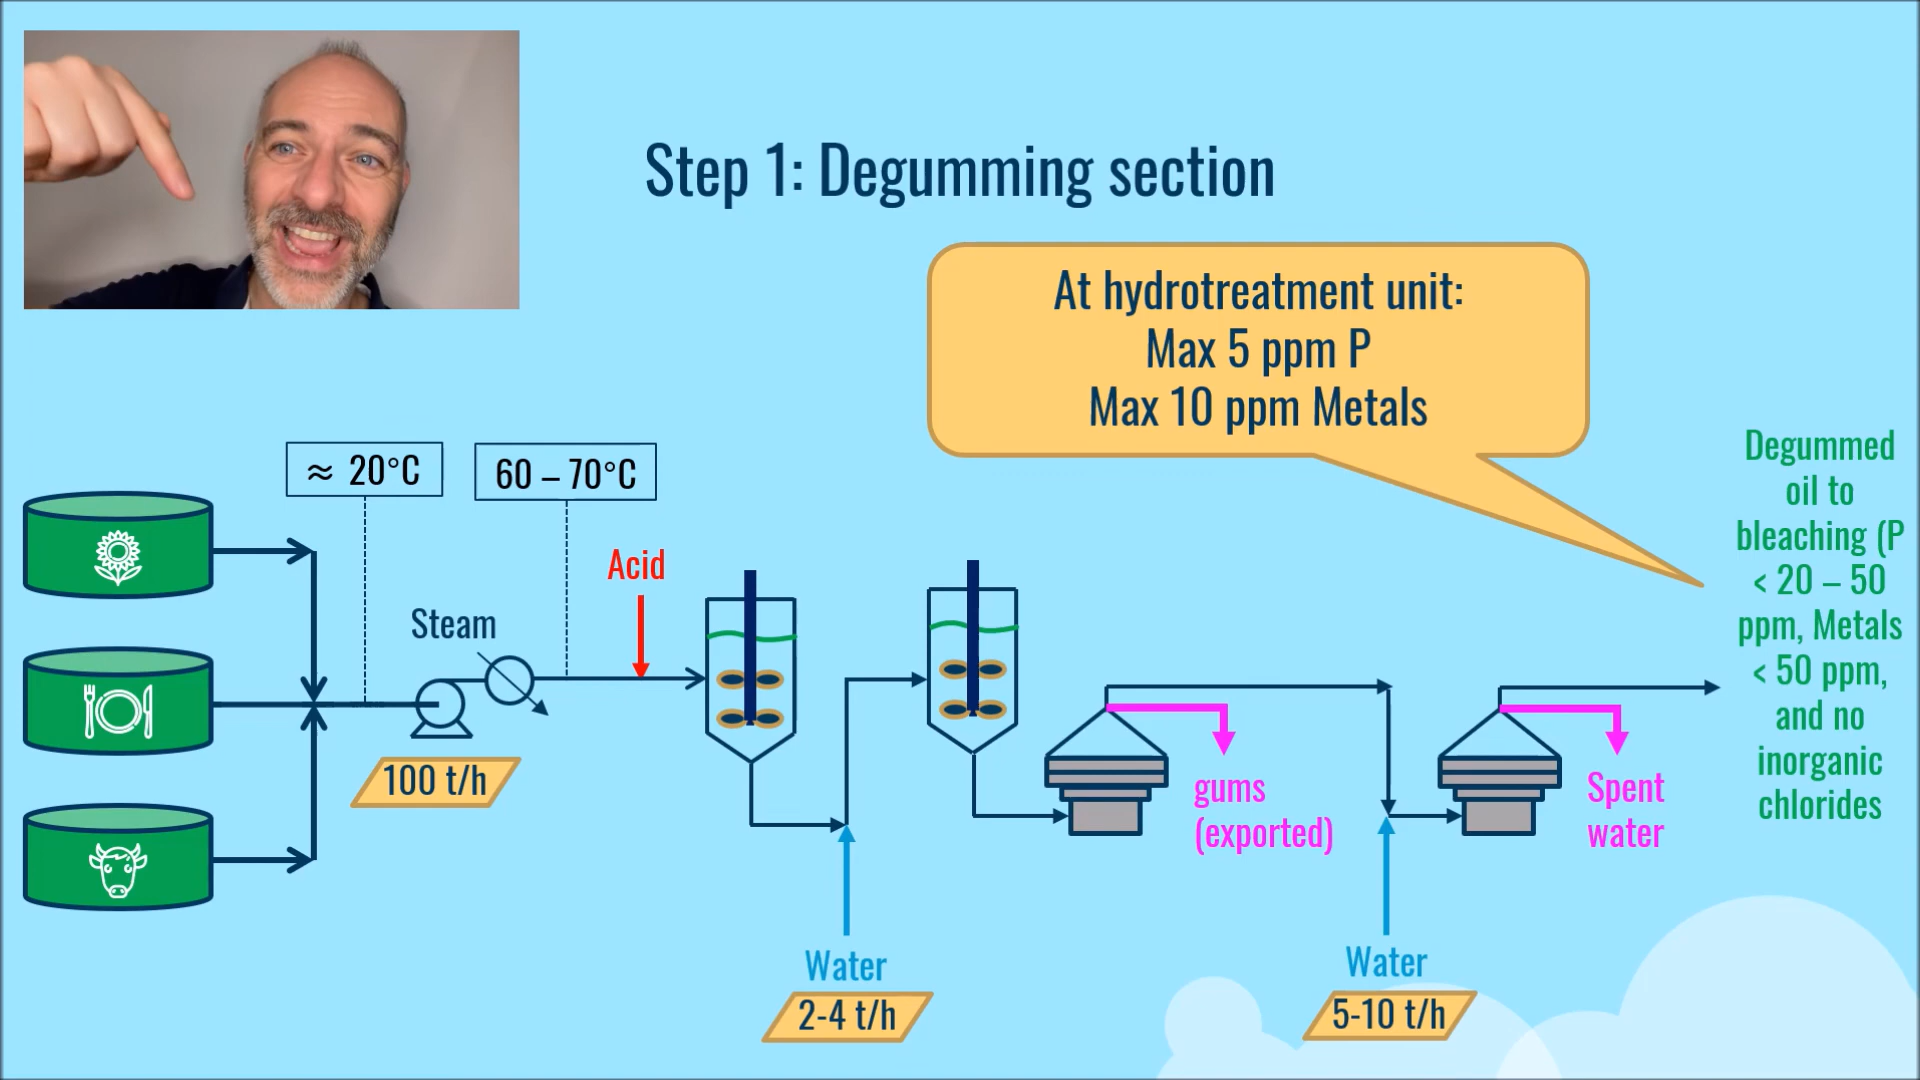 Step 1: Degumming section
At hydrotreatment unit:
Max 5 ppm P
Max 10 ppm Metals
≈ 20°C
60 – 70°C
Acid
Steam
100 t/h
Water
2-4 t/h
gums
(exported)
Water
5-10 t/h
Spent
water
Degummed
oil to
bleaching (P
< 20 – 50
ppm, Metals
< 50 ppm,
and no
inorganic
chlorides